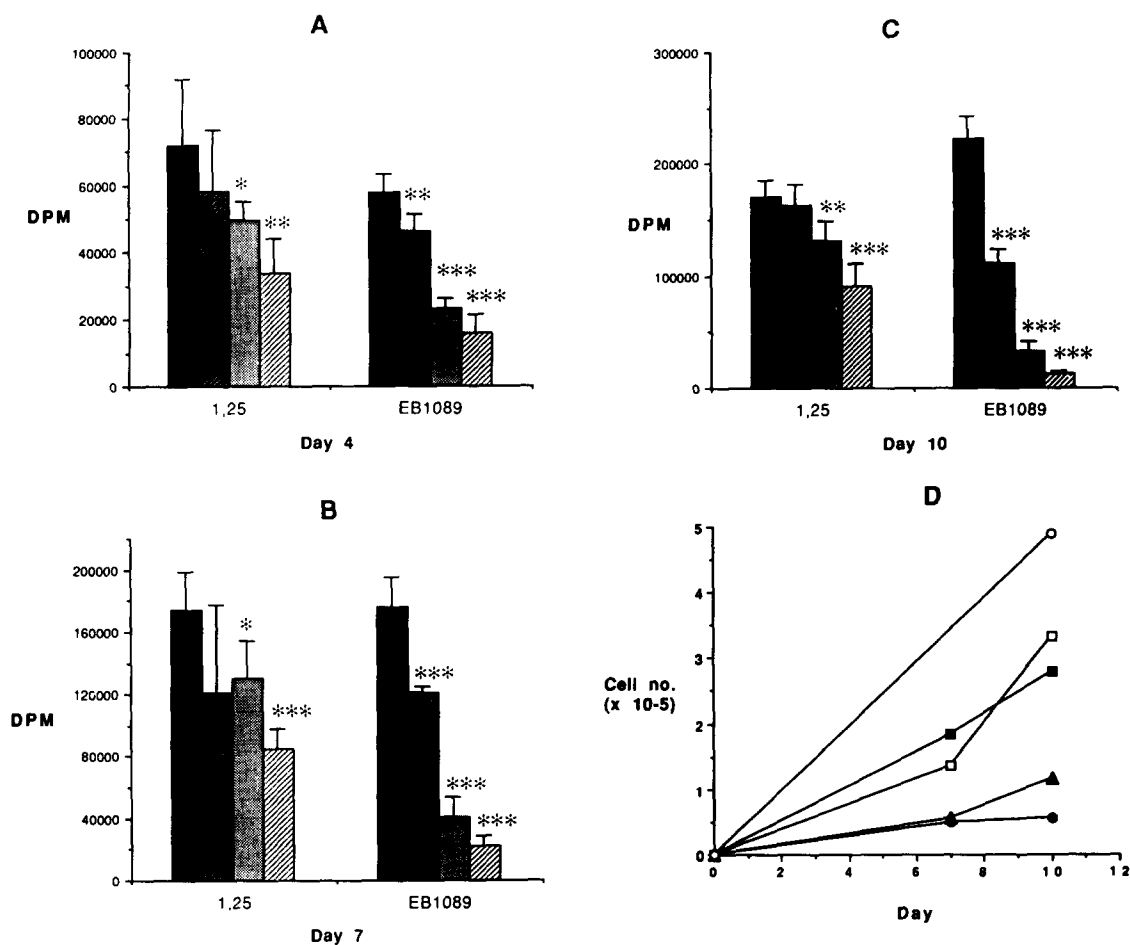 A
100000
80000
60000
40000
20000
0
DPM
*
**
**
***
***
1,25
EB1089
Day 4
B
200000
160000
120000
80000
40000
0
DPM
*
***
***
***
***
1,25
EB1089
Day 7
C
300000
200000
100000
0
DPM
**
***
***
***
***
1,25
EB1089
Day 10
D
5
4
3
2
1
0
Cell no.
(x 10-5)
0 2 4 6 8 10 12
Day